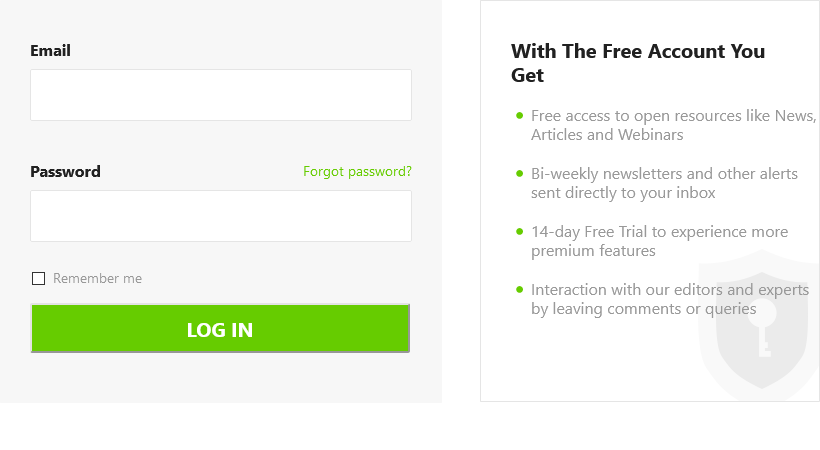 Email
Password
Forgot password?
Remember me
LOG IN
With The Free Account You
Get
Free access to open resources like News,
Articles and Webinars
Bi-weekly newsletters and other alerts
sent directly to your inbox
14-day Free Trial to experience more
premium features
Interaction with our editors and experts
by leaving comments or queries